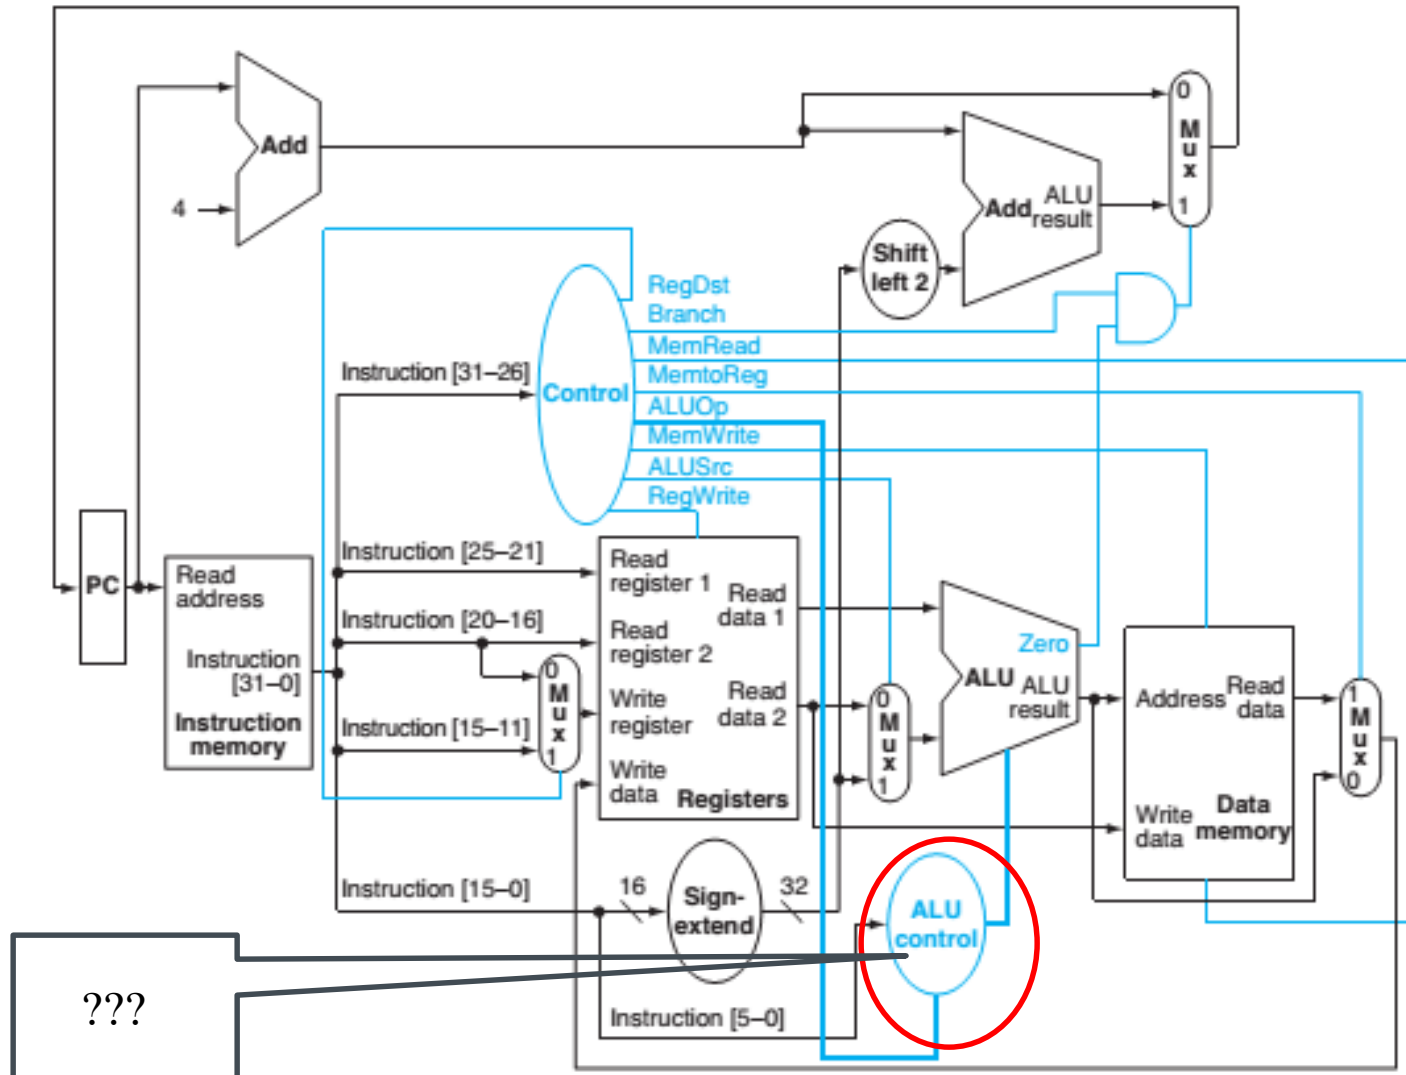 0
M
u
x
1
Add
4
Add
ALU
result
Shift
left 2
RegDst
Branch
MemRead
MemtoReg
ALUOp
MemWrite
ALUSrc
RegWrite
Instruction [31–26]
Control
Instruction [25–21]
Instruction [20–16]
Instruction [15–11]
Instruction [15–0]
Instruction [5–0]
PC
Read
address
Instruction
[31–0]
Instruction
memory
0
M
u
x
1
Read
register 1
Read
register 2
Write
register
Write
data
Read
data 1
Read
data 2
Registers
0
M
u
x
1
Zero
ALU
ALU
result
Address
Read
data
Write
data
Data
memory
1
M
u
x
0
16
Sign-
extend
32
ALU
control
???